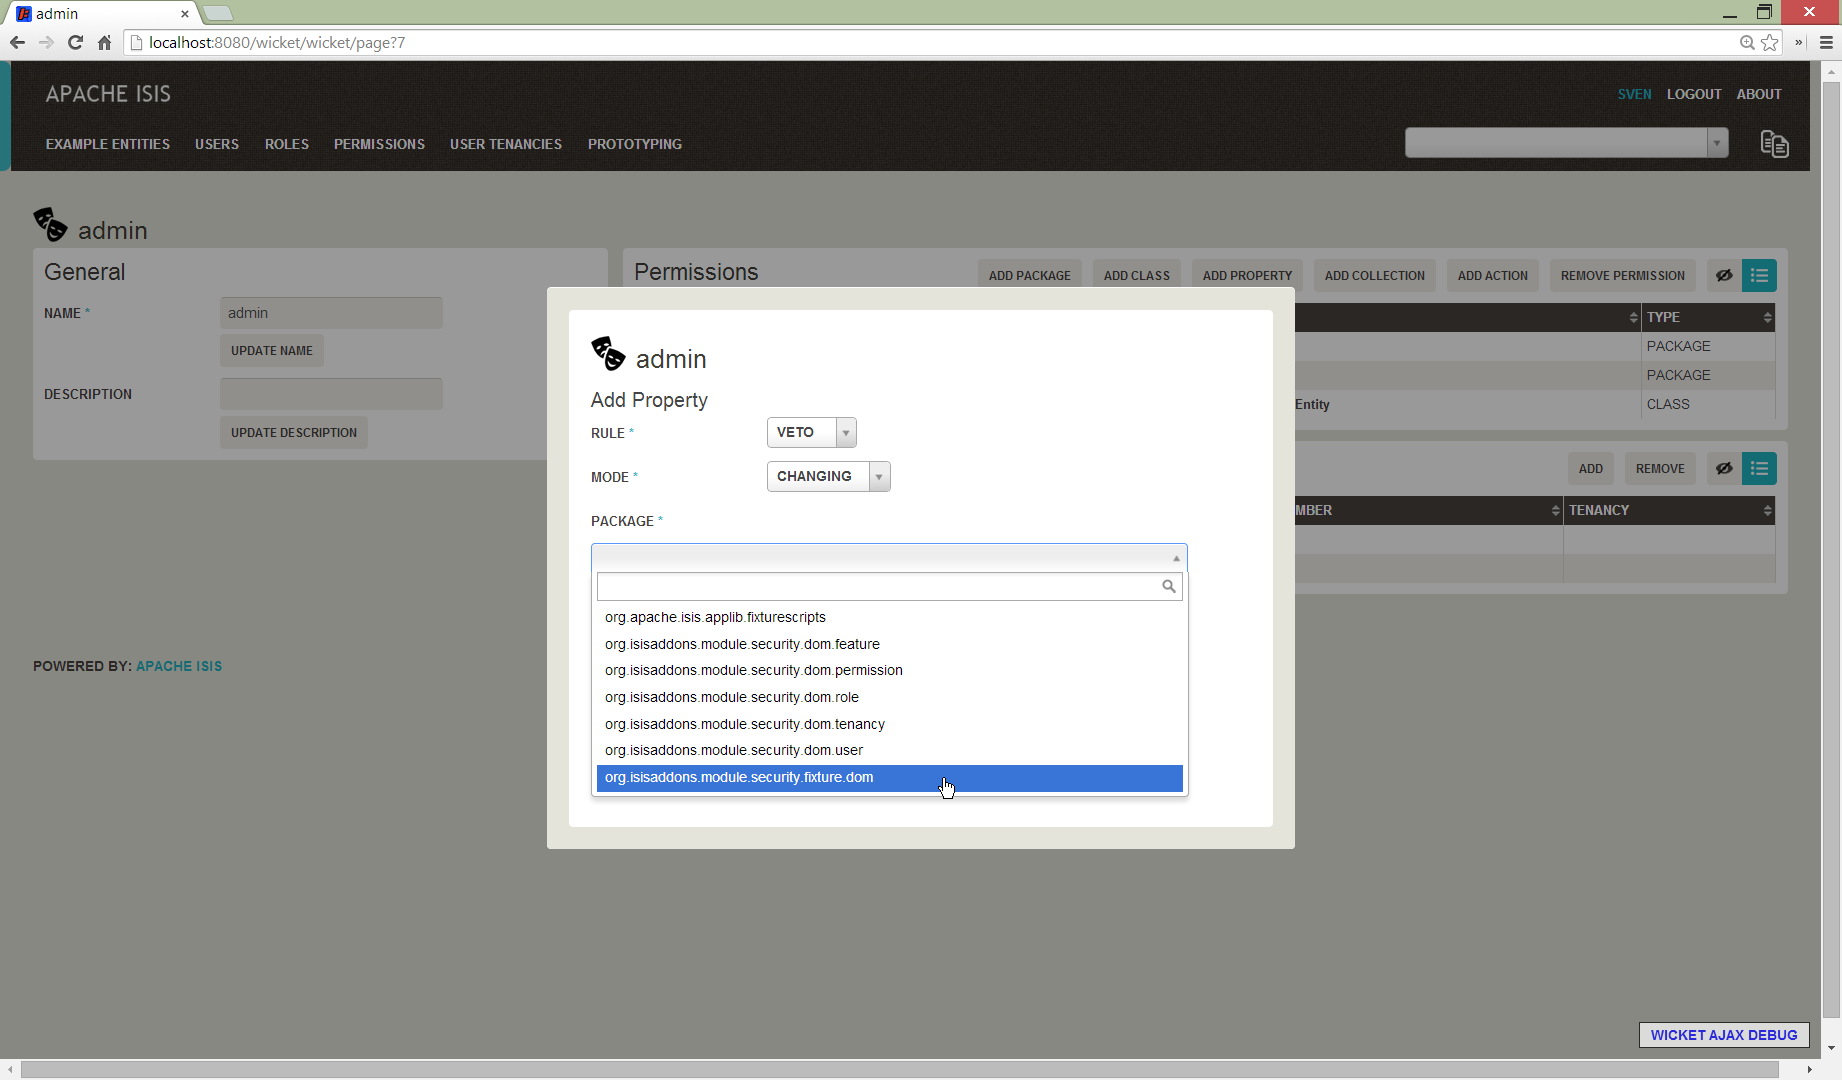 admin
localhost:8080/wicket/wicket/page?7
APACHE ISIS
SVEN LOGOUT ABOUT
EXAMPLE ENTITIES USERS ROLES PERMISSIONS USER TENANCIES PROTOTYPING
admin
General
NAME *
admin
UPDATE NAME
DESCRIPTION
UPDATE DESCRIPTION
Permissions
ADD PACKAGE ADD CLASS ADD PROPERTY ADD COLLECTION ADD ACTION REMOVE PERMISSION
TYPE
PACKAGE
PACKAGE
Entity CLASS
ADD REMOVE
MBER TENANCY
admin
Add Property
RULE * VETO
MODE * CHANGING
PACKAGE *
org.apache.isis.applib.fixturescripts
org.isisaddons.module.security.dom.feature
org.isisaddons.module.security.dom.permission
org.isisaddons.module.security.dom.role
org.isisaddons.module.security.dom.tenancy
org.isisaddons.module.security.dom.user
org.isisaddons.module.security.fixture.dom
POWERED BY: APACHE ISIS
WICKET AJAX DEBUG